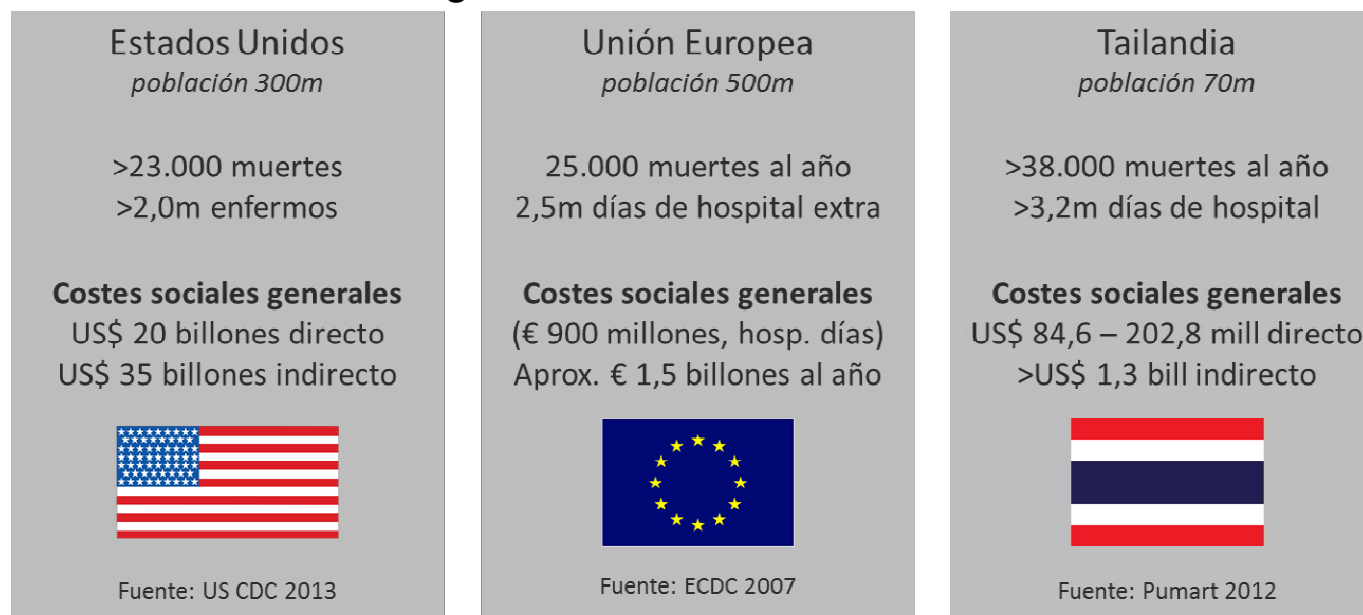 Estados Unidos
población 300m
>23.000 muertes
>2,0m enfermos
Costes sociales generales
US$ 20 billones directo
US$ 35 billones indirecto
Fuente: US CDC 2013
Unión Europea
población 500m
25.000 muertes al año
2,5m días de hospital extra
Costes sociales generales
(€ 900 millones, hosp. días)
Aprox. € 1,5 billones al año
Fuente: ECDC 2007
Tailandia
población 70m
>38.000 muertes al año
>3,2m días de hospital
Costes sociales generales
US$ 84,6 – 202,8 mill directo
>US$ 1,3 bill indirecto
Fuente: Pumart 2012